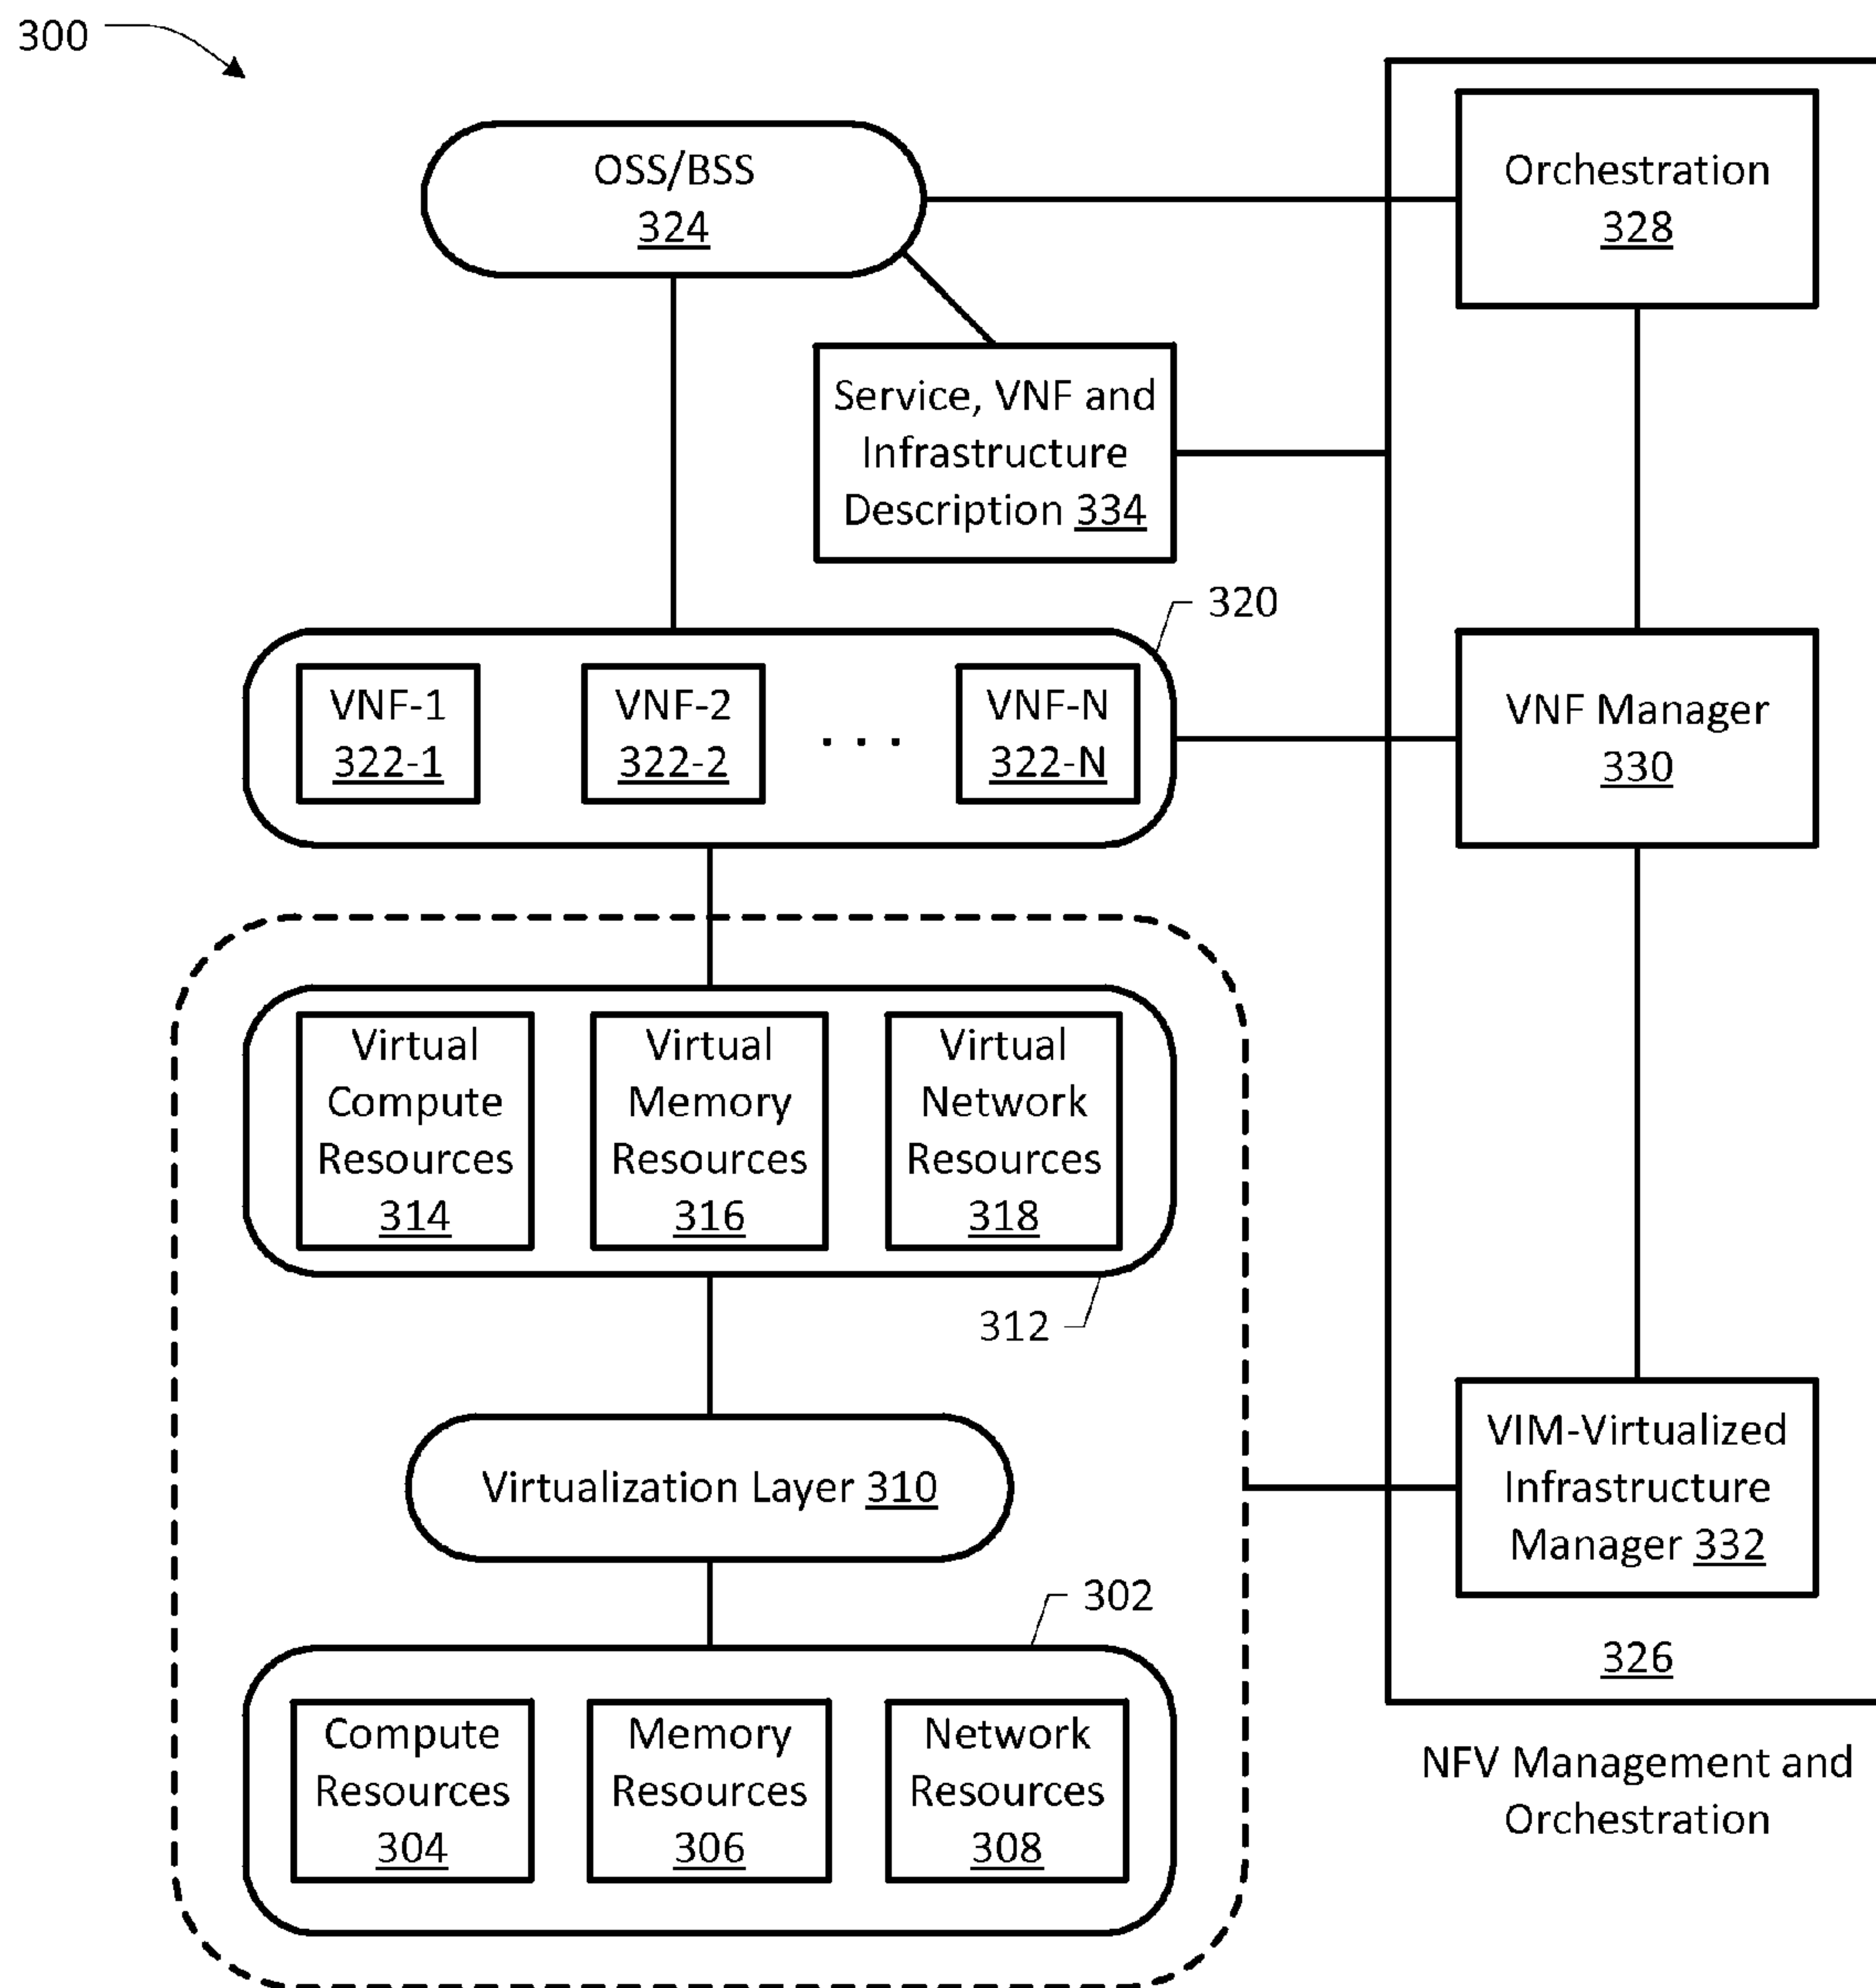 300
OSS/BSS
324
Orchestration
328
Service, VNF and
Infrastructure
Description 334
320
VNF-1
322-1
VNF-2
322-2
. . .
VNF-N
322-N
VNF Manager
330
Virtual
Compute
Resources
314
Virtual
Memory
Resources
316
Virtual
Network
Resources
318
312
Virtualization Layer 310
VIM-Virtualized
Infrastructure
Manager 332
302
326
Compute
Resources
304
Memory
Resources
306
Network
Resources
308
NFV Management and
Orchestration